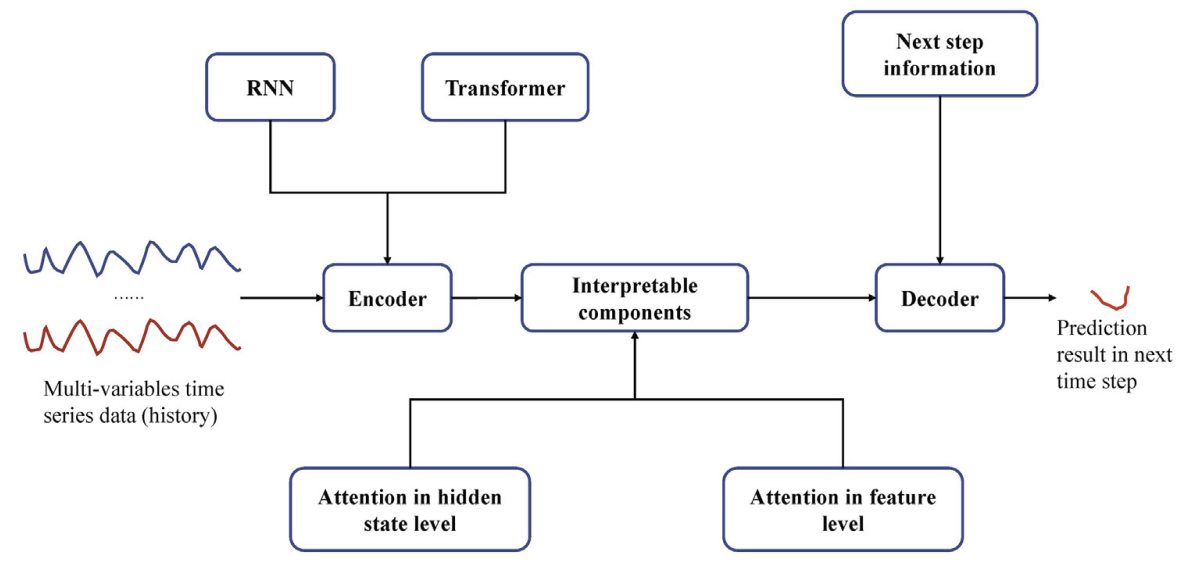 RNN
Transformer
Next step
information
Encoder
Interpretable
components
Decoder
......
Multi-variables time
series data (history)
Prediction
result in next
time step
Attention in hidden
state level
Attention in feature
level